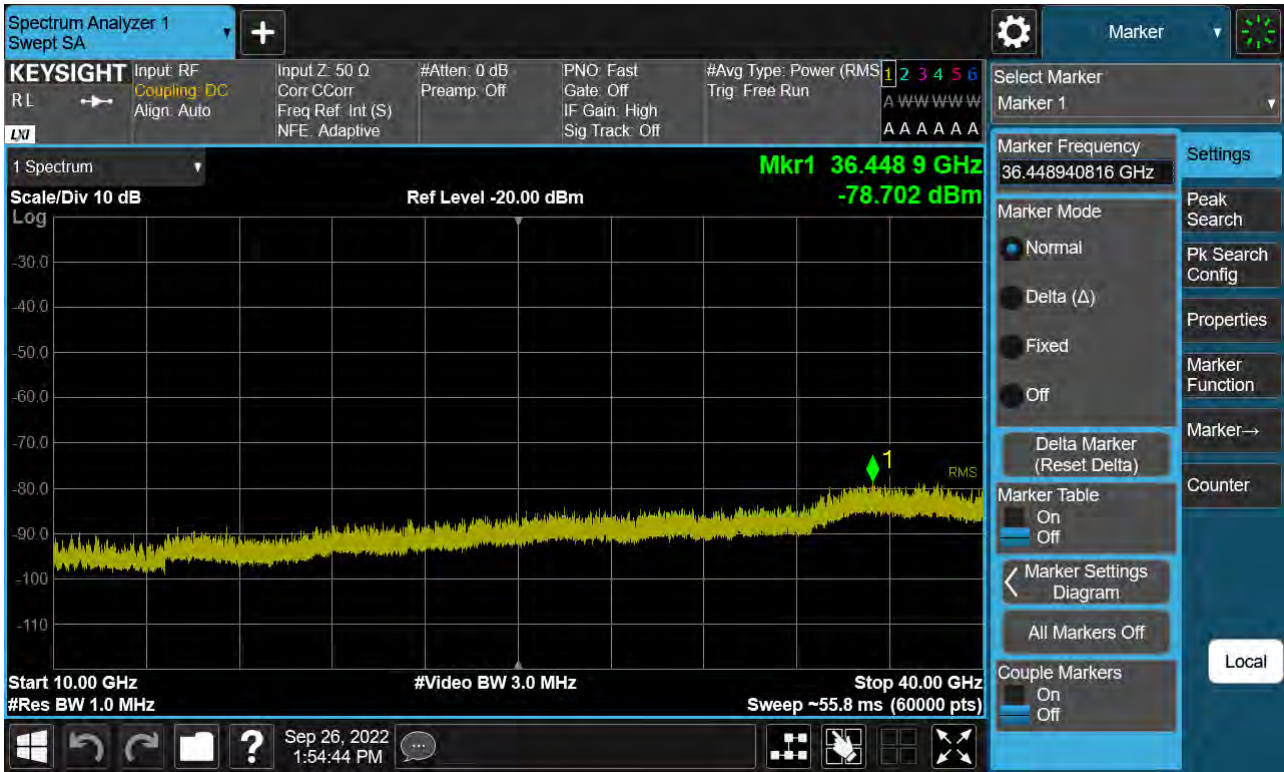 Spectrum Analyzer 1
Swept SA
Marker
KEYSIGHT
RL
LXI
Input: RF
Coupling: DC
Align: Auto
Input Z: 50 Ω
Corr CCorr
Freq Ref: Int (S)
NFE: Adaptive
#Atten: 0 dB
Preamp: Off
PNO: Fast
Gate: Off
IF Gain: High
Sig Track: Off
#Avg Type: Power (RMS
Trig: Free Run
1 2 3 4 5 6
A W W W W W
A A A A A A
Select Marker
Marker 1
1 Spectrum
Scale/Div 10 dB
Ref Level -20.00 dBm
Mkr1 36.448 9 GHz
-78.702 dBm
Log
-30.0
-40.0
-50.0
-60.0
-70.0
-80.0
-90.0
-100
-110
1
RMS
Start 10.00 GHz
#Video BW 3.0 MHz
Stop 40.00 GHz
#Res BW 1.0 MHz
Sweep ~55.8 ms (60000 pts)
Marker Frequency
36.448940816 GHz
Marker Mode
Normal
Delta (Δ)
Fixed
Off
Delta Marker
(Reset Delta)
Marker Table
On
Off
Marker Settings
Diagram
All Markers Off
Couple Markers
On
Off
Settings
Peak
Search
Pk Search
Config
Properties
Marker
Function
Marker→
Counter
Local
?
Sep 26, 2022
1:54:44 PM